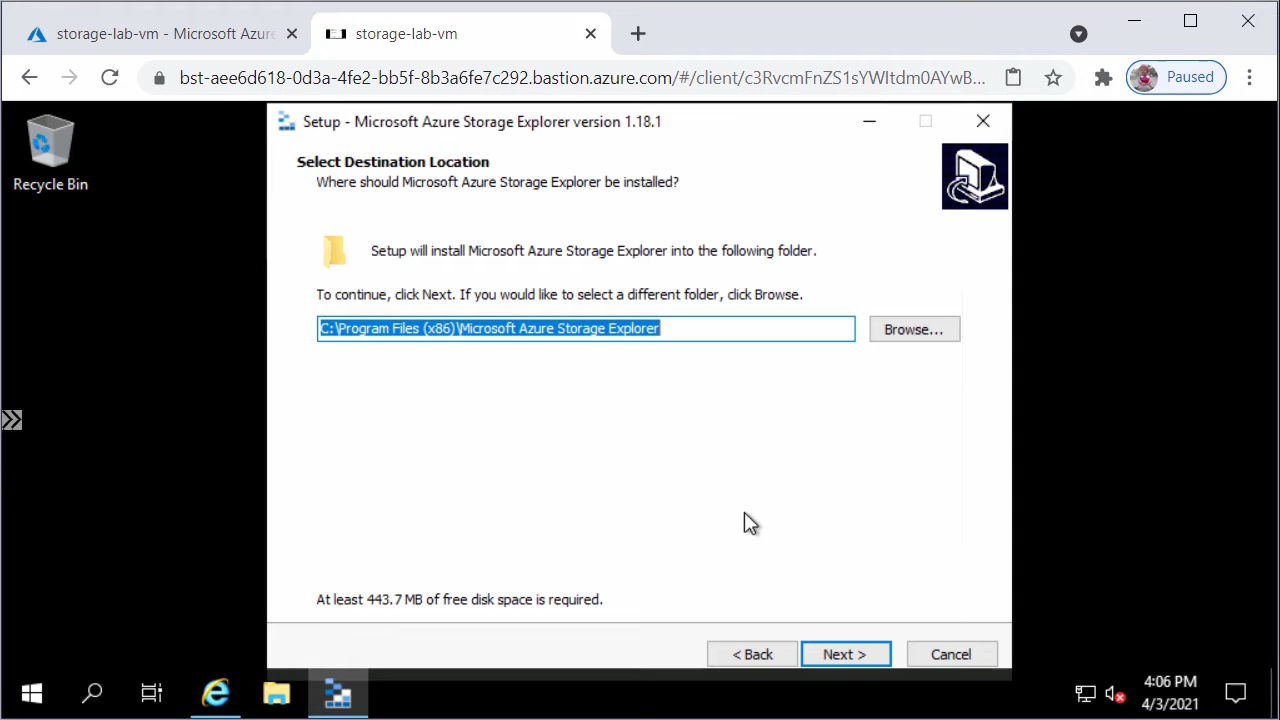 storage-lab-vm - Microsoft Azure
storage-lab-vm
bst-aee6d618-0d3a-4fe2-bb5f-8b3a6fe7c292.bastion.azure.com/#/client/c3RvcmFnZS1sYWItdm0AYwB...
Paused
Recycle Bin
Setup - Microsoft Azure Storage Explorer version 1.18.1
Select Destination Location
Where should Microsoft Azure Storage Explorer be installed?
Setup will install Microsoft Azure Storage Explorer into the following folder.
To continue, click Next. If you would like to select a different folder, click Browse.
C:\Program Files (x86)\Microsoft Azure Storage Explorer
Browse...
At least 443.7 MB of free disk space is required.
< Back
Next >
Cancel
4:06 PM
4/3/2021